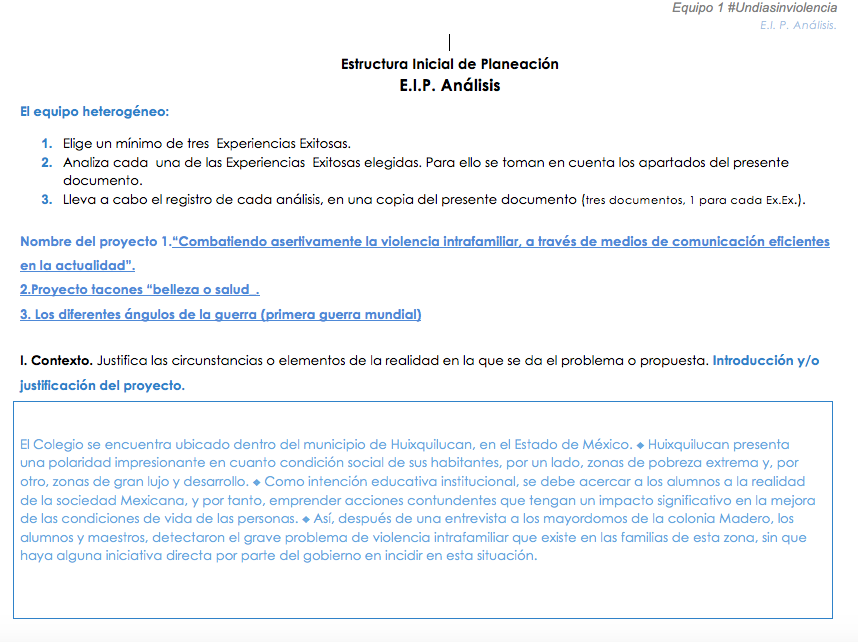 Equipo 1 #Undiasinviolencia
E.I. P. Análisis.
Estructura Inicial de Planeación
E.I.P. Análisis
El equipo heterogéneo:
1. Elige un mínimo de tres Experiencias Exitosas.
2. Analiza cada una de las Experiencias Exitosas elegidas. Para ello se toman en cuenta los apartados del presente
documento.
3. Lleva a cabo el registro de cada análisis, en una copia del presente documento (tres documentos, 1 para cada Ex.Ex.).
Nombre del proyecto 1.“Combatiendo asertivamente la violencia intrafamiliar, a través de medios de comunicación eficientes
en la actualidad”.
2.Proyecto tacones “belleza o salud_.
3. Los diferentes ángulos de la guerra (primera guerra mundial)
I. Contexto. Justifica las circunstancias o elementos de la realidad en la que se da el problema o propuesta. Introducción y/o
justificación del proyecto.
El Colegio se encuentra ubicado dentro del municipio de Huixquilucan, en el Estado de México. ◆ Huixquilucan presenta
una polaridad impresionante en cuanto condición social de sus habitantes, por un lado, zonas de pobreza extrema y, por
otro, zonas de gran lujo y desarrollo. ◆ Como intención educativa institucional, se debe acercar a los alumnos a la realidad
de la sociedad Mexicana, y por tanto, emprender acciones contundentes que tengan un impacto significativo en la mejora
de las condiciones de vida de las personas. ◆ Así, después de una entrevista a los mayordomos de la colonia Madero, los
alumnos y maestros, detectaron el grave problema de violencia intrafamiliar que existe en las familias de esta zona, sin que
haya alguna iniciativa directa por parte del gobierno en incidir en esta situación.